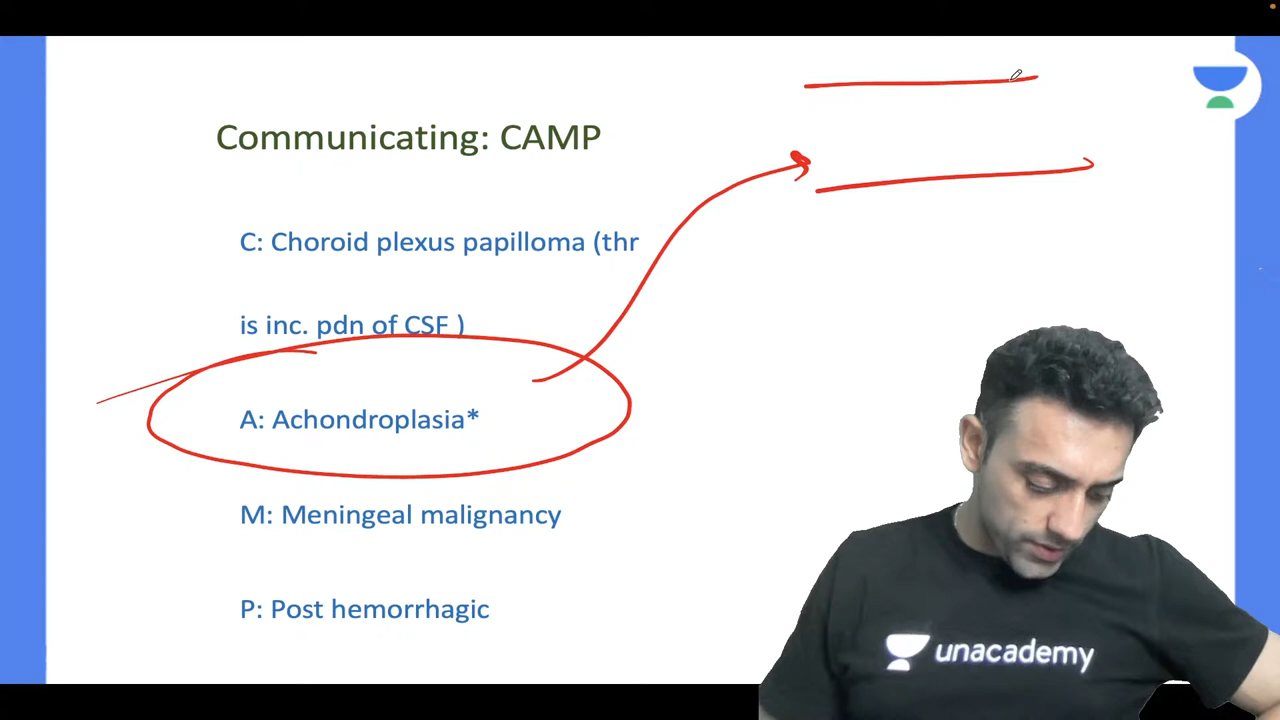 Communicating: CAMP
C: Choroid plexus papilloma (thr
is inc. pdn of CSF )
A: Achondroplasia*
M: Meningeal malignancy
P: Post hemorrhagic
unacademy